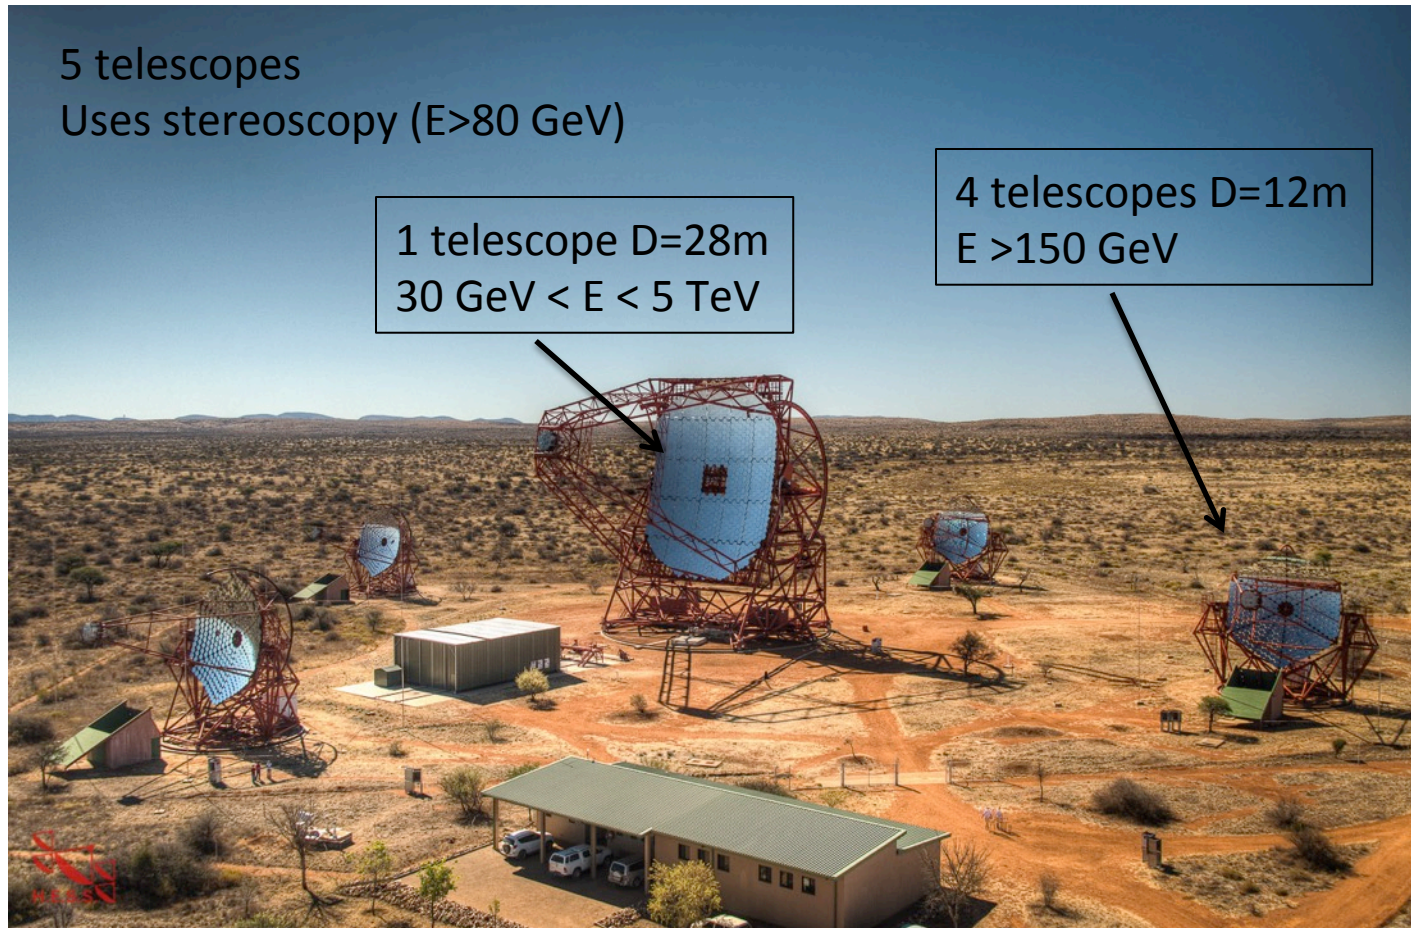 5 telescopes
Uses stereoscopy (E>80 GeV)
4 telescopes D=12m
E >150 GeV
1 telescope D=28m
30 GeV < E < 5 TeV
H.E.S.S